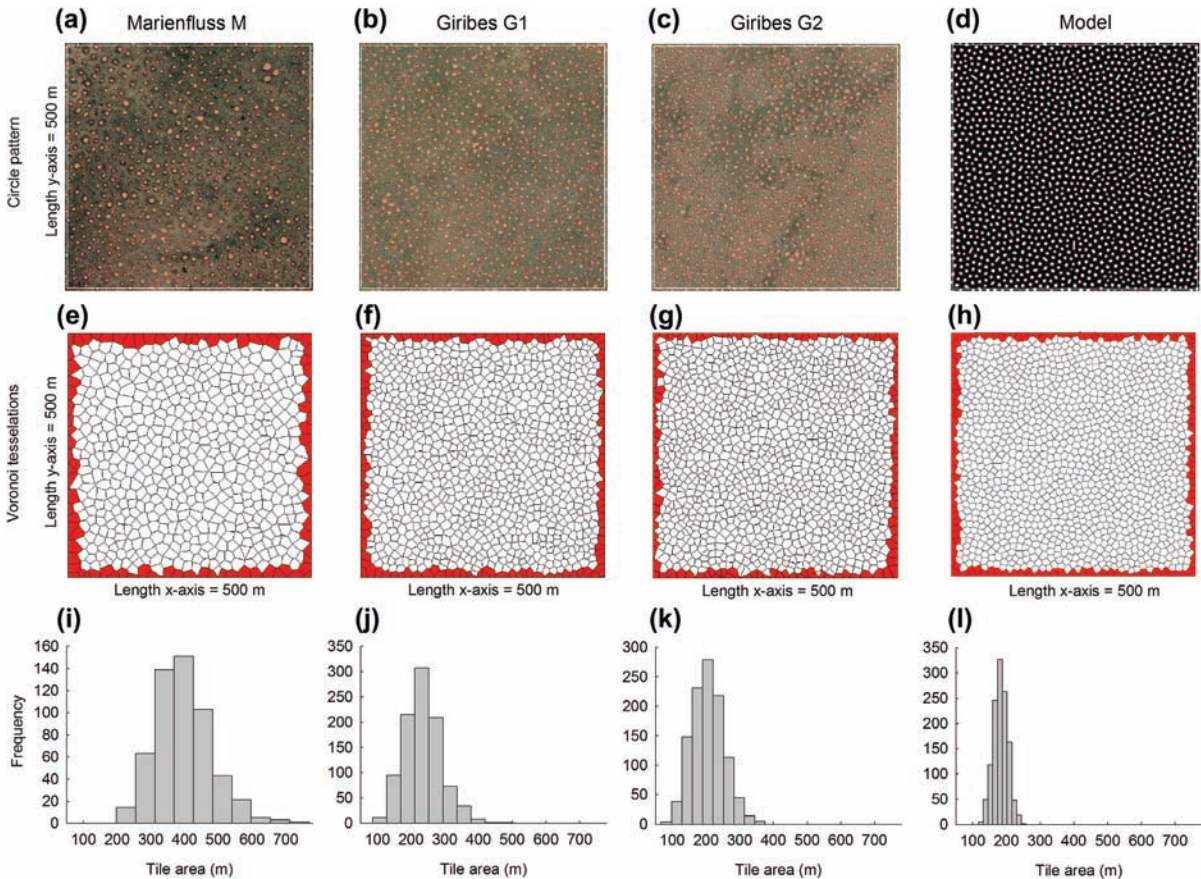 (a) Marienfluss M
(b) Giribes G1
(c) Giribes G2
(d) Model
Circle pattern
Length y-axis = 500 m
(e)
(f)
(g)
(h)
Voronoi tesselations
Length y-axis = 500 m
Length x-axis = 500 m
Length x-axis = 500 m
Length x-axis = 500 m
Length x-axis = 500 m
(i)
(j)
(k)
(l)
Frequency
160
140
120
100
80
60
40
20
0
100 200 300 400 500 600 700
Tile area (m)
350
300
250
200
150
100
50
0
100 200 300 400 500 600 700
Tile area (m)
300
250
200
150
100
50
0
100 200 300 400 500 600 700
Tile area (m)
350
300
250
200
150
100
50
0
100 200 300 400 500 600 700
Tile area (m)